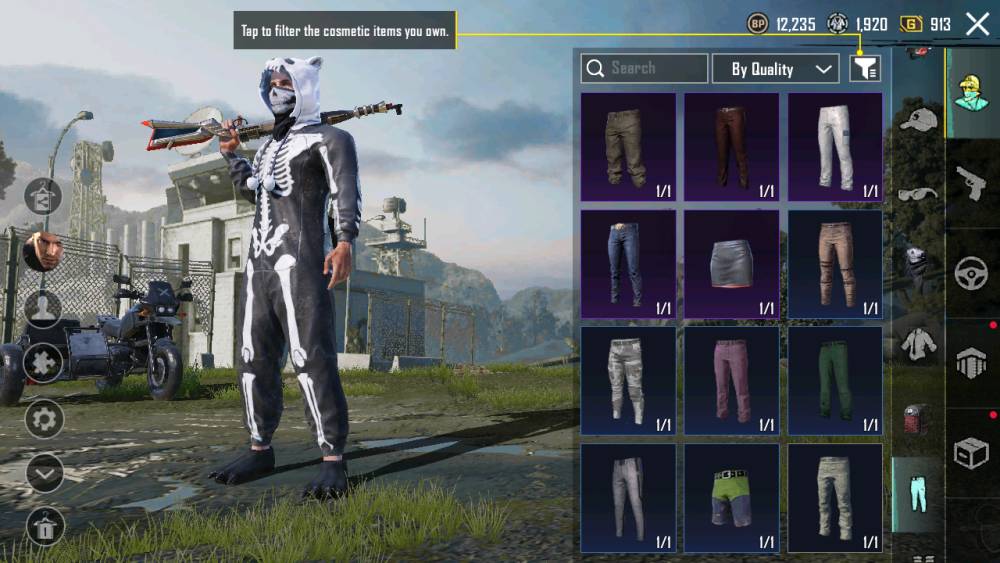 Tap to filter the cosmetic items you own.
BP 12,235 1,920 G 913
Search
By Quality
1/1 1/1 1/1
1/1 1/1 1/1
1/1 1/1 1/1
1/1 1/1 1/1